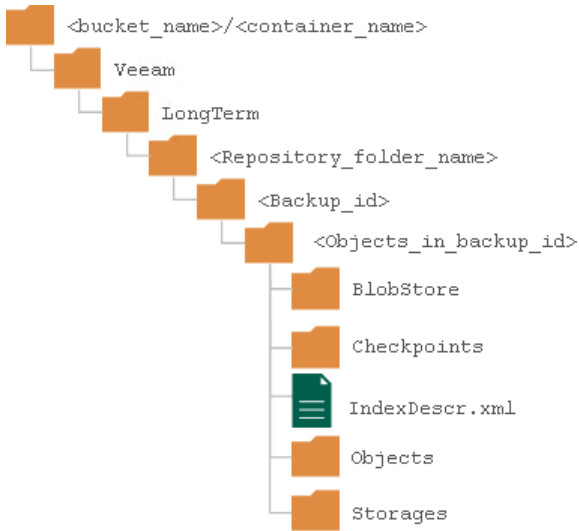 <bucket_name>/<container_name>
Veeam
LongTerm
<Repository_folder_name>
<Backup_id>
<Objects_in_backup_id>
BlobStore
Checkpoints
IndexDescr.xml
Objects
Storages